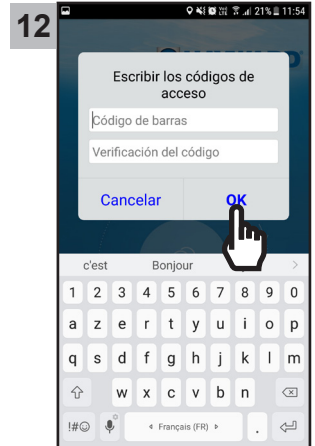 12
21% 11:54
Escribir los códigos de
acceso
Código de barras
Verificación del código
Cancelar OK
c'est Bonjour
1 2 3 4 5 6 7 8 9 0
a z e r t y u i o p
q s d f g h j k l m
w x c v b n
!#☺ Français (FR) .